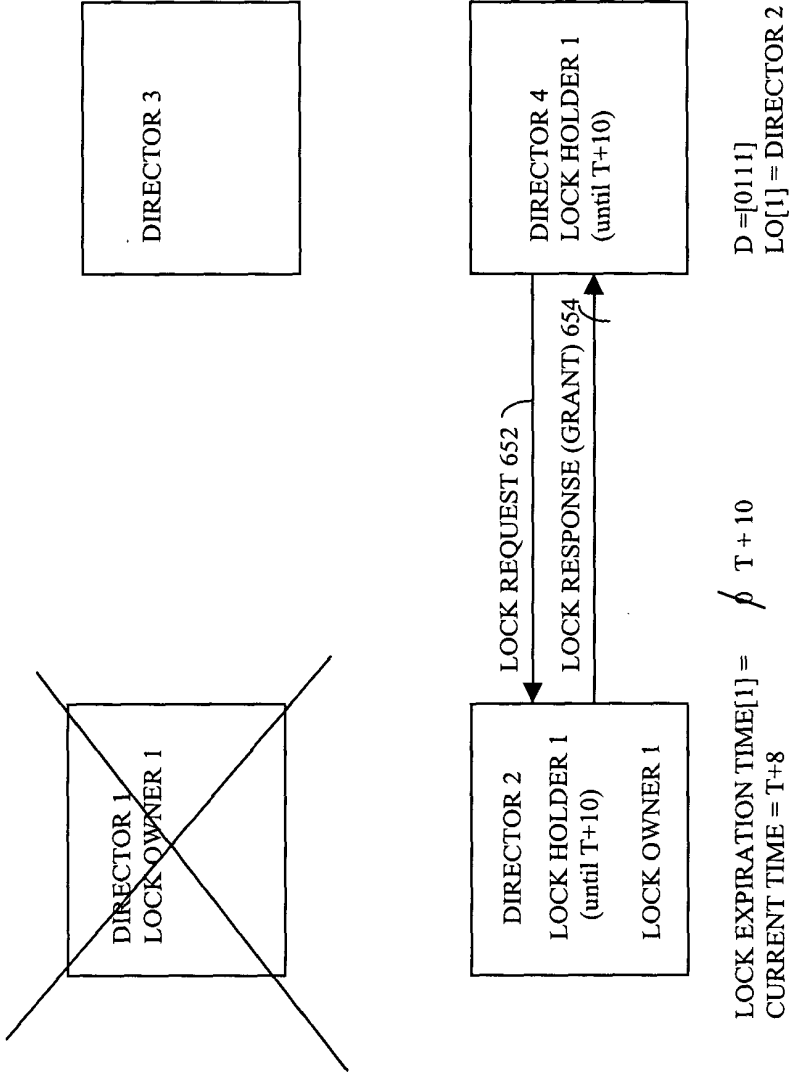 DIRECTOR 1
LOCK OWNER 1
DIRECTOR 3
DIRECTOR 2
LOCK HOLDER 1
(until T+10)
LOCK OWNER 1
LOCK REQUEST 652
LOCK RESPONSE (GRANT) 654
DIRECTOR 4
LOCK HOLDER 1
(until T+10)
LOCK EXPIRATION TIME[1] = 0 T + 10
CURRENT TIME = T+8
D =[0111]
LO[1] = DIRECTOR 2